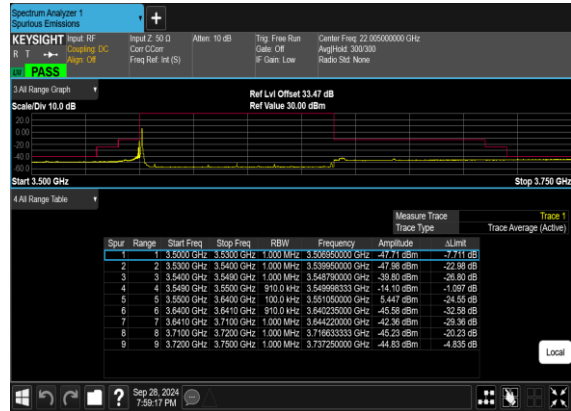 Spectrum Analyzer 1
Spurious Emissions
+
KEYSIGHT Input: RF Input Z: 50 Ω Atten: 10 dB Trig: Free Run Center Freq: 22.005000000 GHz
R T Coupling: DC Corr CCorr Gate: Off Avg|Hold: 300/300
Align: Off Freq Ref: Int (S) IF Gain: Low Radio Std: None
LW PASS
3 All Range Graph
Ref Lvl Offset 33.47 dB
Scale/Div 10.0 dB Ref Value 30.00 dBm
20.0
0.00
-20.0
-40.0
-60.0
Start 3.500 GHz Stop 3.750 GHz
4 All Range Table
Measure Trace Trace 1
Trace Type Trace Average (Active)
Spur Range Start Freq Stop Freq RBW Frequency Amplitude ΔLimit
1 1 3.5000 GHz 3.5300 GHz 1.000 MHz 3.506950000 GHz -47.71 dBm -7.711 dB
2 2 3.5300 GHz 3.5400 GHz 1.000 MHz 3.539950000 GHz -47.98 dBm -22.98 dB
3 3 3.5400 GHz 3.5490 GHz 1.000 MHz 3.548790000 GHz -39.80 dBm -26.80 dB
4 4 3.5490 GHz 3.5500 GHz 910.0 kHz 3.549998333 GHz -14.10 dBm -1.097 dB
5 5 3.5500 GHz 3.6400 GHz 100.0 kHz 3.551050000 GHz 5.447 dBm -24.55 dB
6 6 3.6400 GHz 3.6410 GHz 910.0 kHz 3.640235000 GHz -45.58 dBm -32.58 dB
7 7 3.6410 GHz 3.7100 GHz 1.000 MHz 3.644220000 GHz -42.36 dBm -29.36 dB
8 8 3.7100 GHz 3.7200 GHz 1.000 MHz 3.716633333 GHz -45.23 dBm -20.23 dB
9 9 3.7200 GHz 3.7500 GHz 1.000 MHz 3.737250000 GHz -44.83 dBm -4.835 dB
Local
? Sep 28, 2024
7:59:17 PM